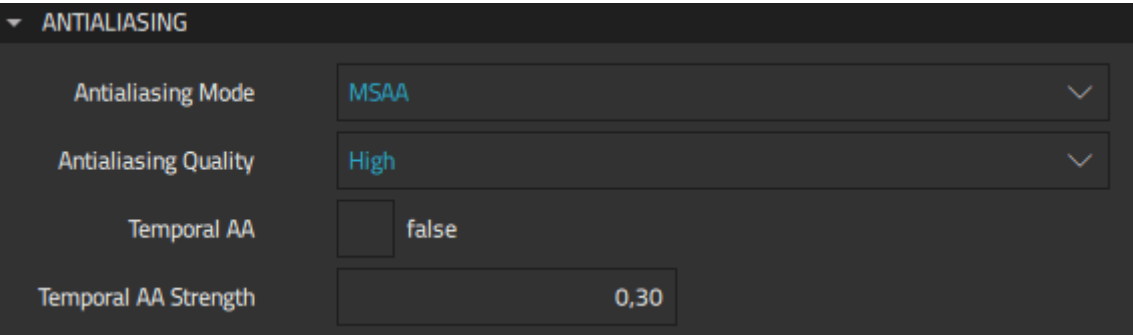 ANTIALIASING
Antialiasing Mode MSAA
Antialiasing Quality High
Temporal AA false
Temporal AA Strength 0,30